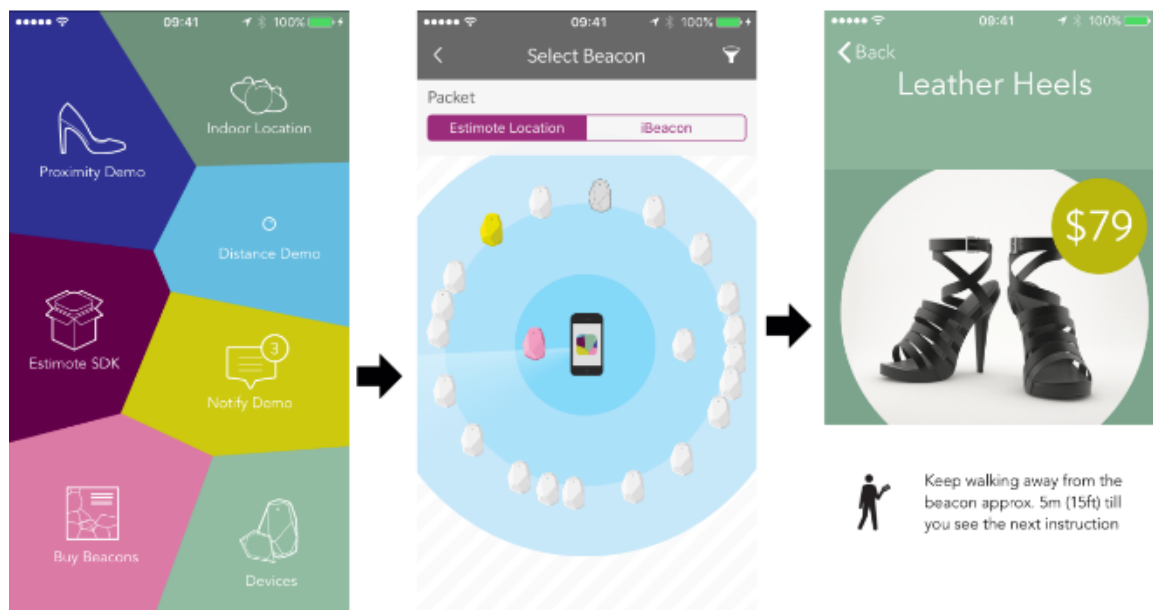 09:41
100%
Indoor Location
Proximity Demo
Distance Demo
Estimote SDK
3
Notify Demo
Buy Beacons
Devices
09:41
100%
Select Beacon
Packet
Estimote Location
iBeacon
09:41
100%
Back
Leather Heels
$79
Keep walking away from the
beacon approx. 5m (15ft) till
you see the next instruction